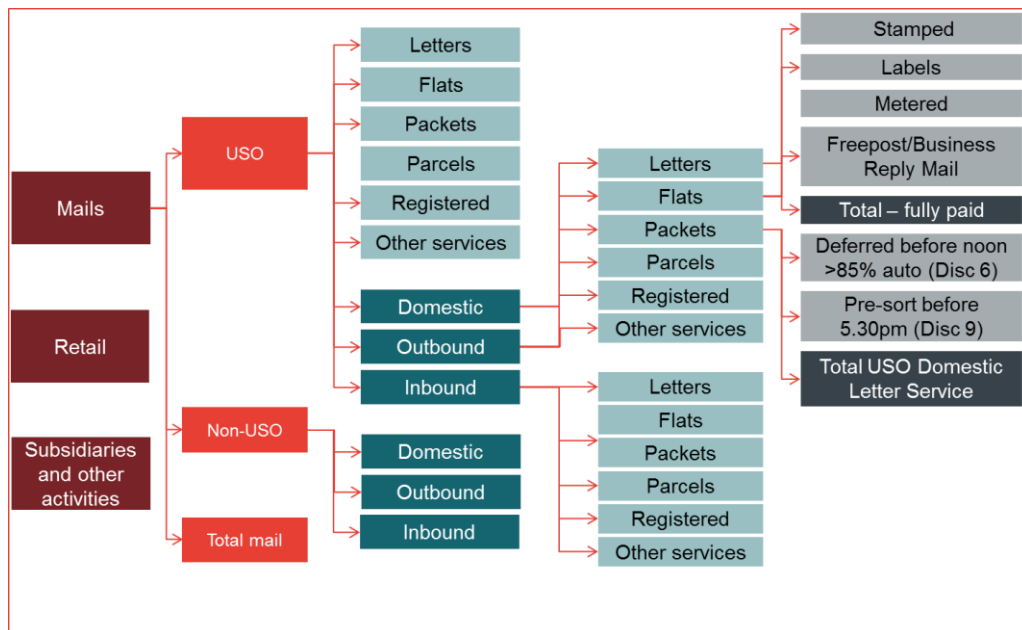 Mails
Retail
Subsidiaries
and other
activities
USO
Non-USO
Total mail
Letters
Flats
Packets
Parcels
Registered
Other services
Domestic
Outbound
Inbound
Domestic
Outbound
Inbound
Letters
Flats
Packets
Parcels
Registered
Other services
Letters
Flats
Packets
Parcels
Registered
Other services
Stamped
Labels
Metered
Freepost/Business
Reply Mail
Total – fully paid
Deferred before noon
>85% auto (Disc 6)
Pre-sort before
5.30pm (Disc 9)
Total USO Domestic
Letter Service